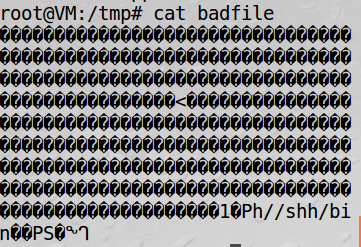 root@VM:/tmp# cat badfile
��������������������������������
��������������������������������
��������������������������������
����������������<���������������
��������������������������������
��������������������������������
��������������������������������
��������������������������������
��������������������1�Ph//shh/bi
n��PS�